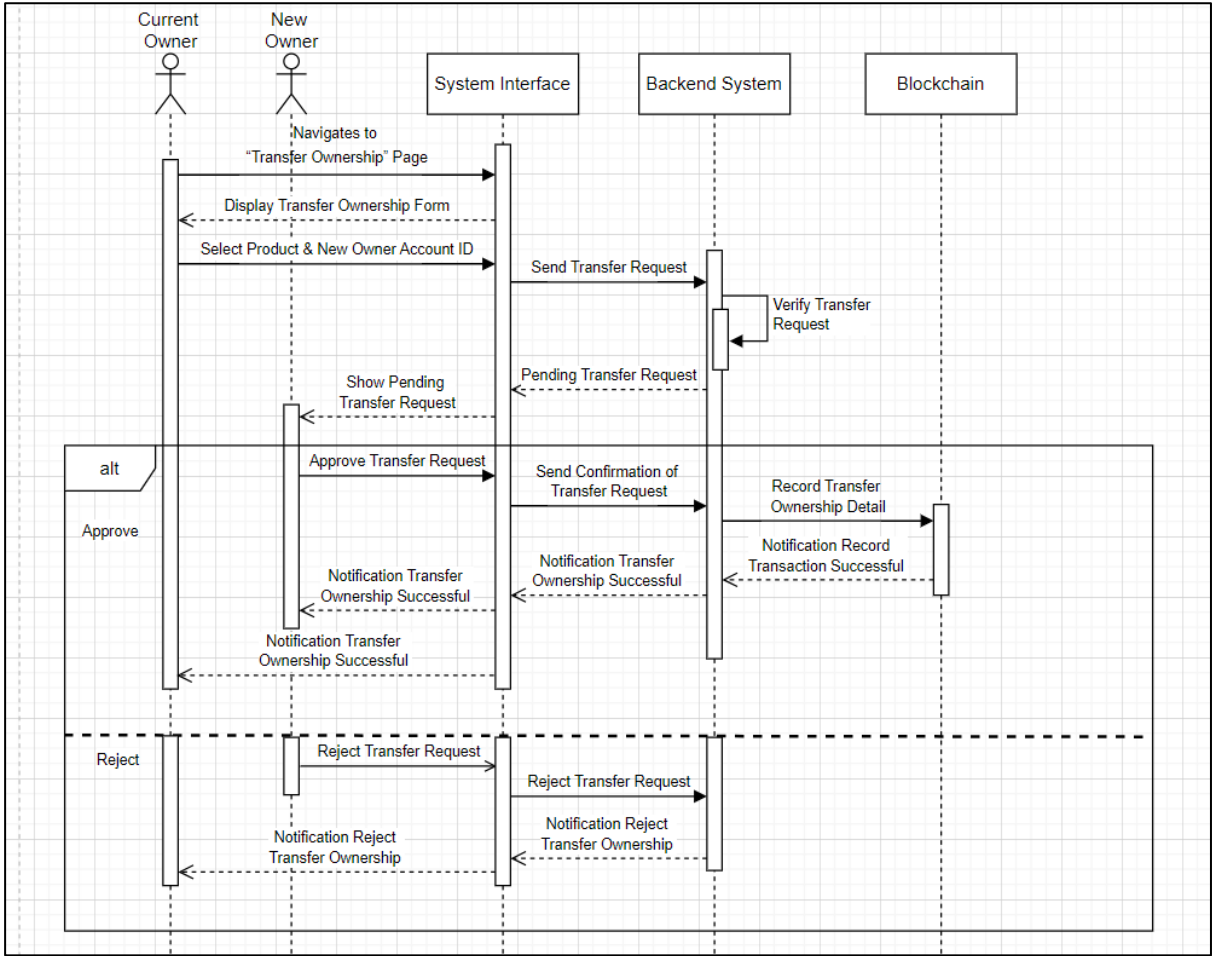 Current
Owner
New
Owner
System Interface
Backend System
Blockchain
Navigates to
“Transfer Ownership” Page
Display Transfer Ownership Form
Select Product & New Owner Account ID
Send Transfer Request
Verify Transfer
Request
Pending Transfer Request
Show Pending
Transfer Request
alt
Approve
Approve Transfer Request
Send Confirmation of
Transfer Request
Record Transfer
Ownership Detail
Notification Record
Transaction Successful
Notification Transfer
Ownership Successful
Notification Transfer
Ownership Successful
Notification Transfer
Ownership Successful
Reject
Reject Transfer Request
Reject Transfer Request
Notification Reject
Transfer Ownership
Notification Reject
Transfer Ownership